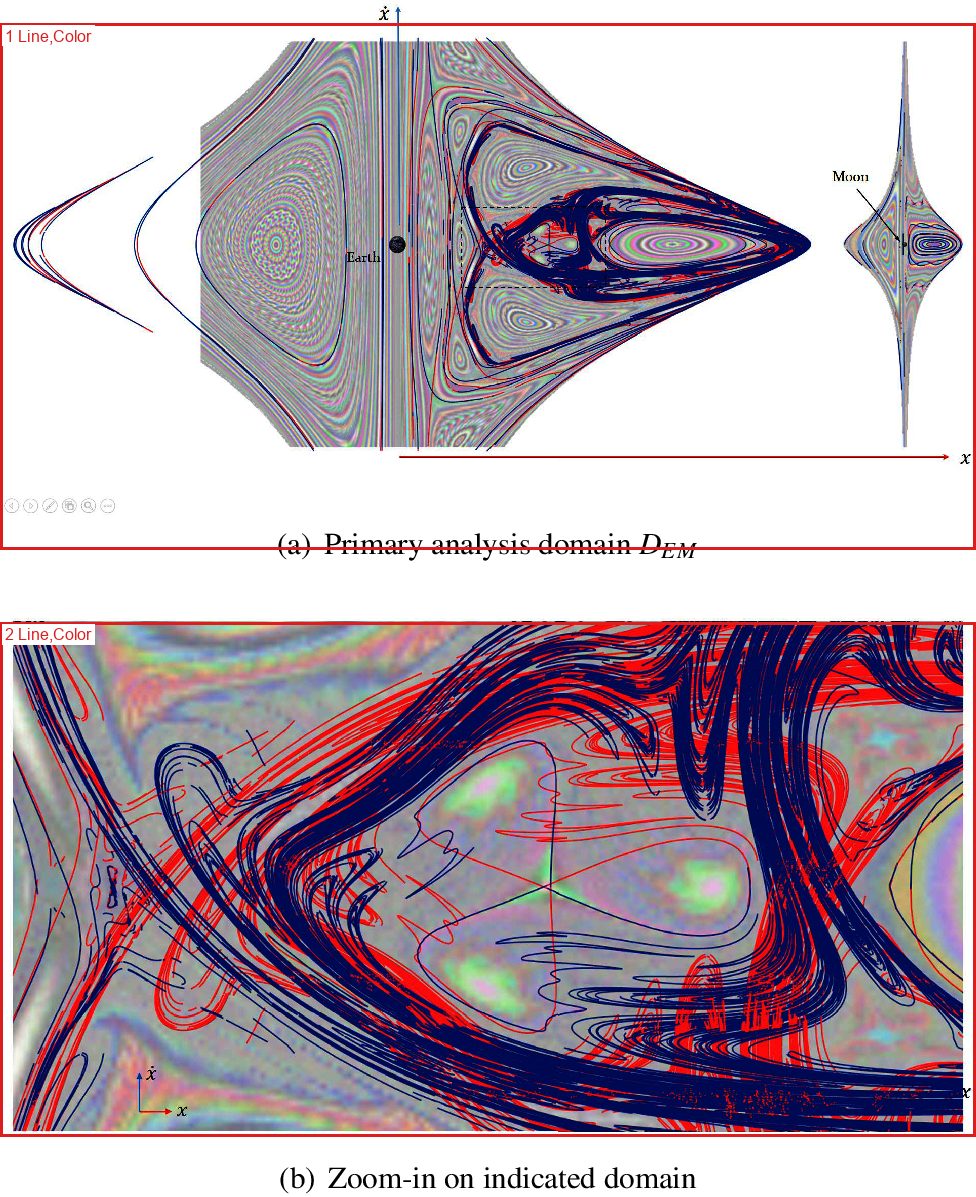 ẋ
1 Line,Color
Moon
Earth
x
(a) Primary analysis domain D_EM
2 Line,Color
x
ẋ
x
(b) Zoom-in on indicated domain